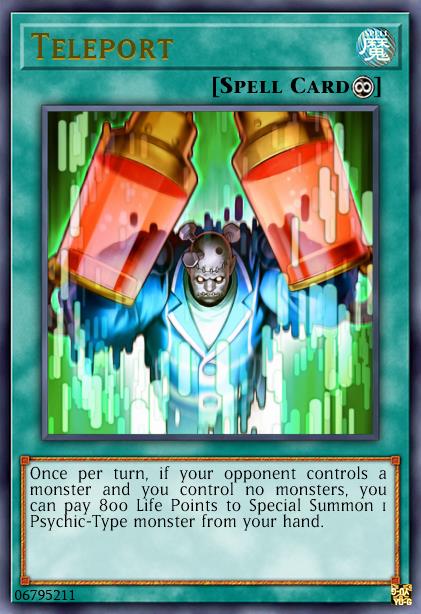 Teleport
SPELL
魔
[Spell Card]
Once per turn, if your opponent controls a
monster and you control no monsters, you
can pay 800 Life Points to Special Summon 1
Psychic-Type monster from your hand.
06795211